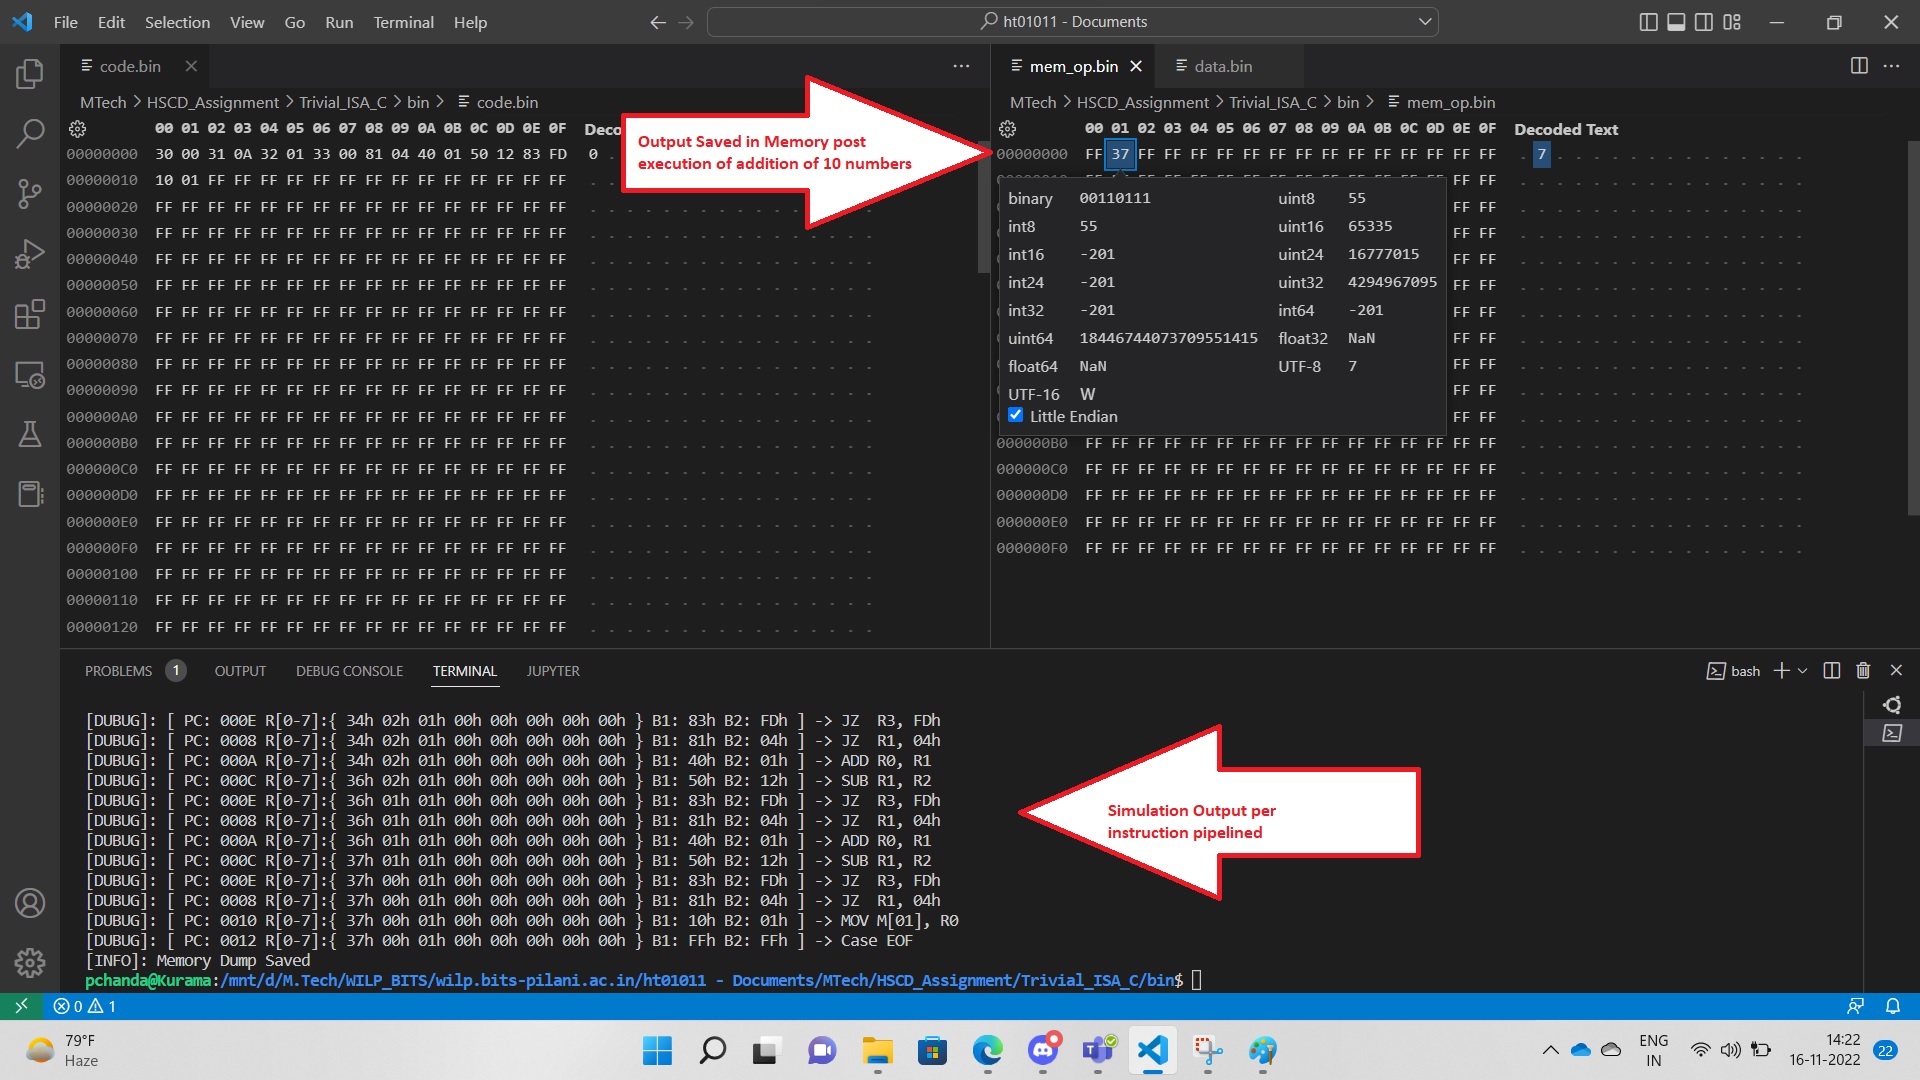 File Edit Selection View Go Run Terminal Help
ht01011 - Documents
code.bin
MTech > HSCD_Assignment > Trivial_ISA_C > bin > code.bin
00 01 02 03 04 05 06 07 08 09 0A 0B 0C 0D 0E 0F Deco
00000000 30 00 31 0A 32 01 33 00 81 04 40 01 50 12 83 FD 0
00000010 10 01 FF FF FF FF FF FF FF FF FF FF FF FF FF FF
00000020 FF FF FF FF FF FF FF FF FF FF FF FF FF FF FF FF
00000030 FF FF FF FF FF FF FF FF FF FF FF FF FF FF FF FF
00000040 FF FF FF FF FF FF FF FF FF FF FF FF FF FF FF FF
00000050 FF FF FF FF FF FF FF FF FF FF FF FF FF FF FF FF
00000060 FF FF FF FF FF FF FF FF FF FF FF FF FF FF FF FF
00000070 FF FF FF FF FF FF FF FF FF FF FF FF FF FF FF FF
00000080 FF FF FF FF FF FF FF FF FF FF FF FF FF FF FF FF
00000090 FF FF FF FF FF FF FF FF FF FF FF FF FF FF FF FF
000000A0 FF FF FF FF FF FF FF FF FF FF FF FF FF FF FF FF
000000B0 FF FF FF FF FF FF FF FF FF FF FF FF FF FF FF FF
000000C0 FF FF FF FF FF FF FF FF FF FF FF FF FF FF FF FF
000000D0 FF FF FF FF FF FF FF FF FF FF FF FF FF FF FF FF
000000E0 FF FF FF FF FF FF FF FF FF FF FF FF FF FF FF FF
000000F0 FF FF FF FF FF FF FF FF FF FF FF FF FF FF FF FF
00000100 FF FF FF FF FF FF FF FF FF FF FF FF FF FF FF FF
00000110 FF FF FF FF FF FF FF FF FF FF FF FF FF FF FF FF
00000120 FF FF FF FF FF FF FF FF FF FF FF FF FF FF FF FF
Output Saved in Memory post
execution of addition of 10 numbers
mem_op.bin data.bin
MTech > HSCD_Assignment > Trivial_ISA_C > bin > mem_op.bin
00 01 02 03 04 05 06 07 08 09 0A 0B 0C 0D 0E 0F Decoded Text
00000000 FF 37 FF FF FF FF FF FF FF FF FF FF FF FF FF FF . 7
FF FF
FF FF
FF FF
FF FF
FF FF
FF FF
FF FF
FF FF
FF FF
FF FF
binary 00110111 uint8 55
int8 55 uint16 65335
int16 -201 uint24 16777015
int24 -201 uint32 4294967095
int32 -201 int64 -201
uint64 18446744073709551415 float32 NaN
float64 NaN UTF-8 7
UTF-16 W
Little Endian
000000B0 FF FF FF FF FF FF FF FF FF FF FF FF FF FF FF FF
000000C0 FF FF FF FF FF FF FF FF FF FF FF FF FF FF FF FF
000000D0 FF FF FF FF FF FF FF FF FF FF FF FF FF FF FF FF
000000E0 FF FF FF FF FF FF FF FF FF FF FF FF FF FF FF FF
000000F0 FF FF FF FF FF FF FF FF FF FF FF FF FF FF FF FF
PROBLEMS 1 OUTPUT DEBUG CONSOLE TERMINAL JUPYTER
bash
[DUBUG]: [ PC: 000E R[0-7]:{ 34h 02h 01h 00h 00h 00h 00h 00h } B1: 83h B2: FDh ] -> JZ  R3, FDh
[DUBUG]: [ PC: 0008 R[0-7]:{ 34h 02h 01h 00h 00h 00h 00h 00h } B1: 81h B2: 04h ] -> JZ  R1, 04h
[DUBUG]: [ PC: 000A R[0-7]:{ 34h 02h 01h 00h 00h 00h 00h 00h } B1: 40h B2: 01h ] -> ADD R0, R1
[DUBUG]: [ PC: 000C R[0-7]:{ 36h 02h 01h 00h 00h 00h 00h 00h } B1: 50h B2: 12h ] -> SUB R1, R2
[DUBUG]: [ PC: 000E R[0-7]:{ 36h 01h 01h 00h 00h 00h 00h 00h } B1: 83h B2: FDh ] -> JZ  R3, FDh
[DUBUG]: [ PC: 0008 R[0-7]:{ 36h 01h 01h 00h 00h 00h 00h 00h } B1: 81h B2: 04h ] -> JZ  R1, 04h
[DUBUG]: [ PC: 000A R[0-7]:{ 36h 01h 01h 00h 00h 00h 00h 00h } B1: 40h B2: 01h ] -> ADD R0, R1
[DUBUG]: [ PC: 000C R[0-7]:{ 37h 01h 01h 00h 00h 00h 00h 00h } B1: 50h B2: 12h ] -> SUB R1, R2
[DUBUG]: [ PC: 000E R[0-7]:{ 37h 00h 01h 00h 00h 00h 00h 00h } B1: 83h B2: FDh ] -> JZ  R3, FDh
[DUBUG]: [ PC: 0008 R[0-7]:{ 37h 00h 01h 00h 00h 00h 00h 00h } B1: 81h B2: 04h ] -> JZ  R1, 04h
[DUBUG]: [ PC: 0010 R[0-7]:{ 37h 00h 01h 00h 00h 00h 00h 00h } B1: 10h B2: 01h ] -> MOV M[01], R0
[DUBUG]: [ PC: 0012 R[0-7]:{ 37h 00h 01h 00h 00h 00h 00h 00h } B1: FFh B2: FFh ] -> Case EOF
[INFO]: Memory Dump Saved
pchanda@Kurama:/mnt/d/M.Tech/WILP_BITS/wilp.bits-pilani.ac.in/ht01011 - Documents/MTech/HSCD_Assignment/Trivial_ISA_C/bin$
Simulation Output per
instruction pipelined
0 1
79°F
Haze
ENG
IN
14:22
16-11-2022
22